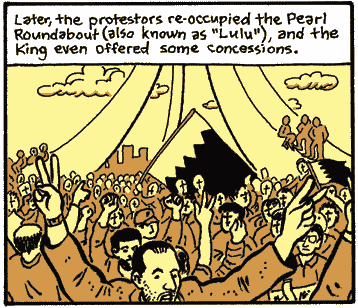 Later, the protestors re-occupied the Pearl
Roundabout (also known as "Lulu"), and the
King even offered some concessions.